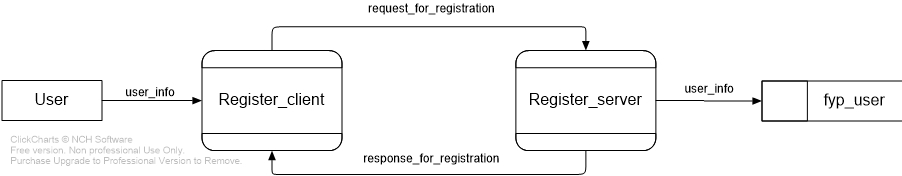 request_for_registration
User
user_info
Register_client
Register_server
user_info
fyp_user
ClickCharts © NCH Software
Free version. Non professional Use Only.
Purchase Upgrade to Professional Version to Remove.
response_for_registration